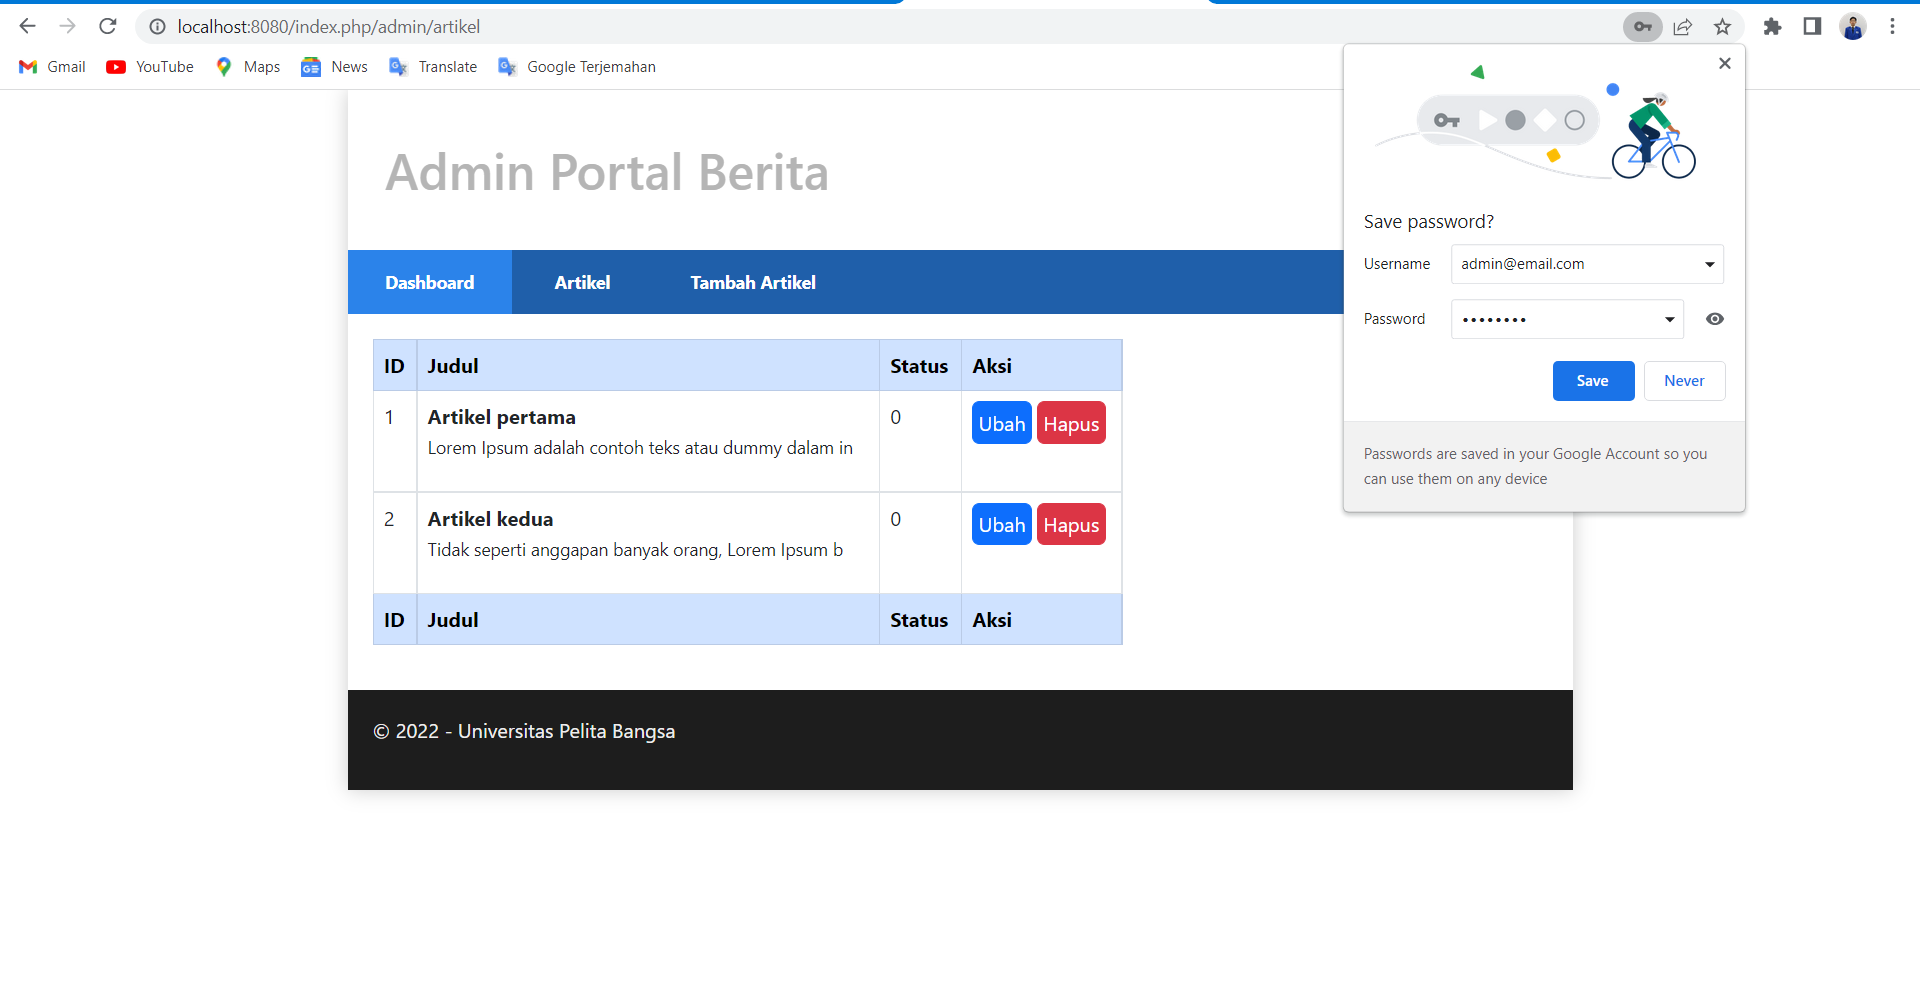 localhost:8080/index.php/admin/artikel
Gmail YouTube Maps News Translate Google Terjemahan
Admin Portal Berita
Dashboard Artikel Tambah Artikel
ID Judul Status Aksi
1 Artikel pertama 0 Ubah Hapus
Lorem Ipsum adalah contoh teks atau dummy dalam in
2 Artikel kedua 0 Ubah Hapus
Tidak seperti anggapan banyak orang, Lorem Ipsum b
ID Judul Status Aksi
© 2022 - Universitas Pelita Bangsa
Save password?
Username admin@email.com
Password ••••••••
Save Never
Passwords are saved in your Google Account so you
can use them on any device